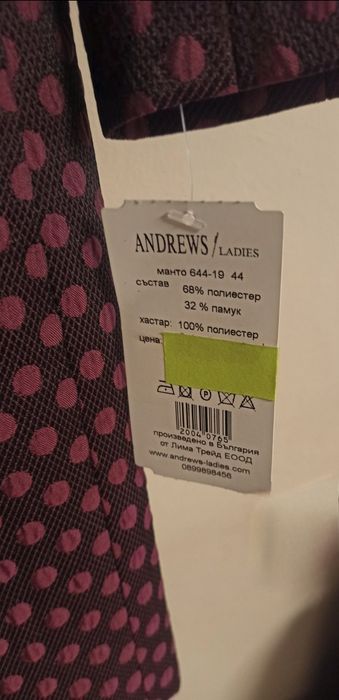 ANDREWS / LADIES
манто 644-19 44
състав 68% полиестер
32 % памук
хастар: 100% полиестер
цена:
P
2004 0765
произведено в България
от Лима Трейд ЕООД
www.andrews-ladies.com
0899898456